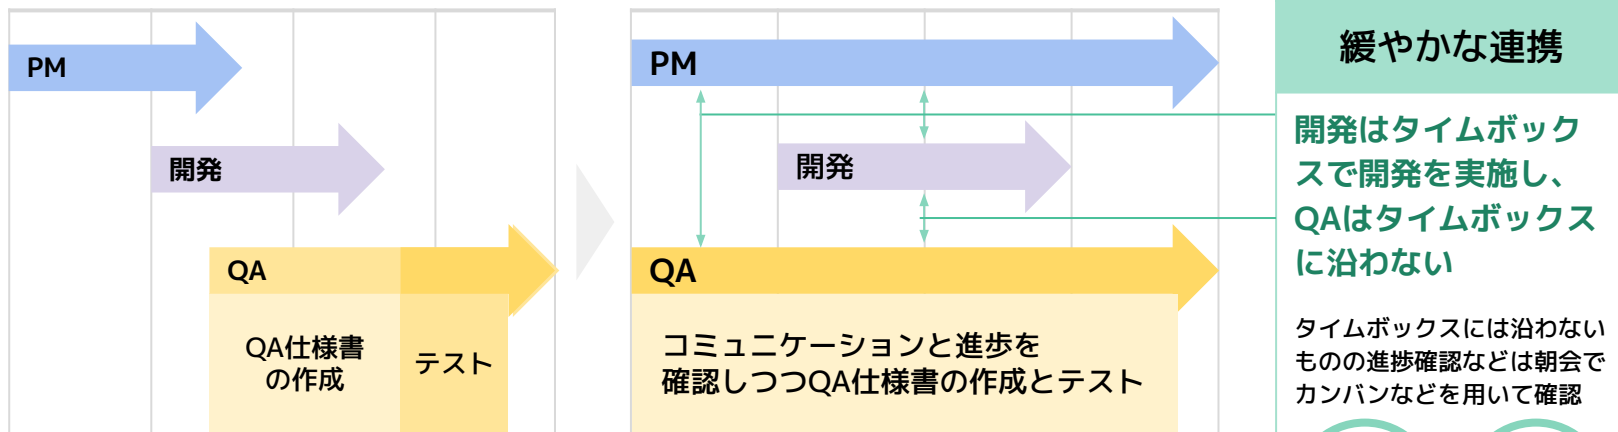 PM
開発
QA
QA仕様書
の作成
テスト
PM
開発
QA
コミュニケーションと進歩を
確認しつつQA仕様書の作成とテスト
緩やかな連携
開発はタイムボック
スで開発を実施し、
QAはタイムボックス
に沿わない
タイムボックスには沿わない
ものの進捗確認などは朝会で
カンバンなどを用いて確認